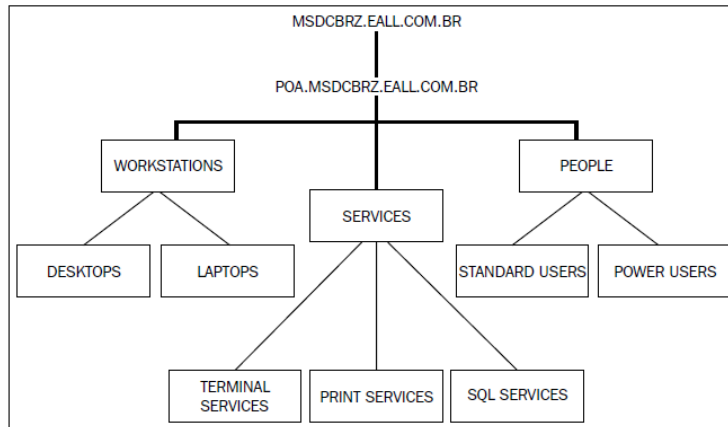 MSDCBRZ.EALL.COM.BR
POA.MSDCBRZ.EALL.COM.BR
WORKSTATIONS
PEOPLE
SERVICES
DESKTOPS
LAPTOPS
STANDARD USERS
POWER USERS
TERMINAL
SERVICES
PRINT SERVICES
SQL SERVICES